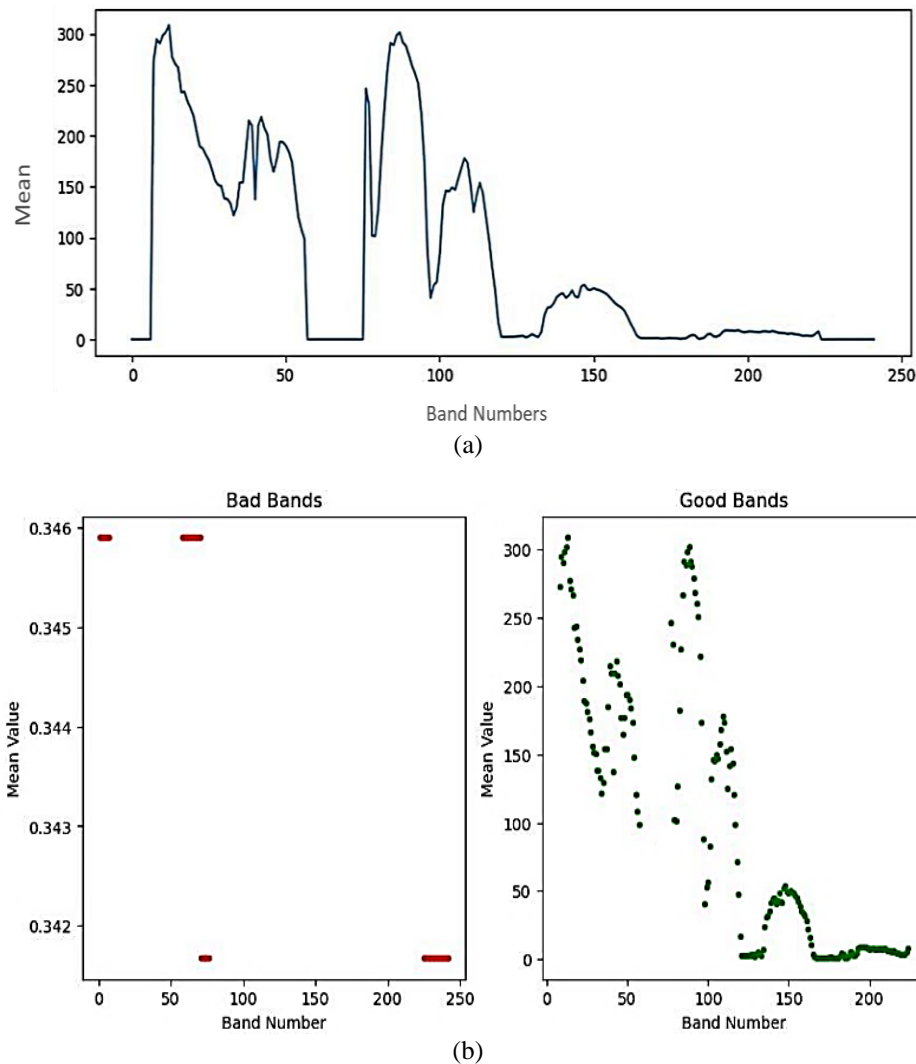 300
250
200
150
100
50
0
Mean
0 50 100 150 200 250
Band Numbers
(a)
Bad Bands
0.346
0.345
0.344
0.343
0.342
Mean Value
0 50 100 150 200 250
Band Number
Good Bands
300
250
200
150
100
50
0
Mean Value
0 50 100 150 200
Band Number
(b)